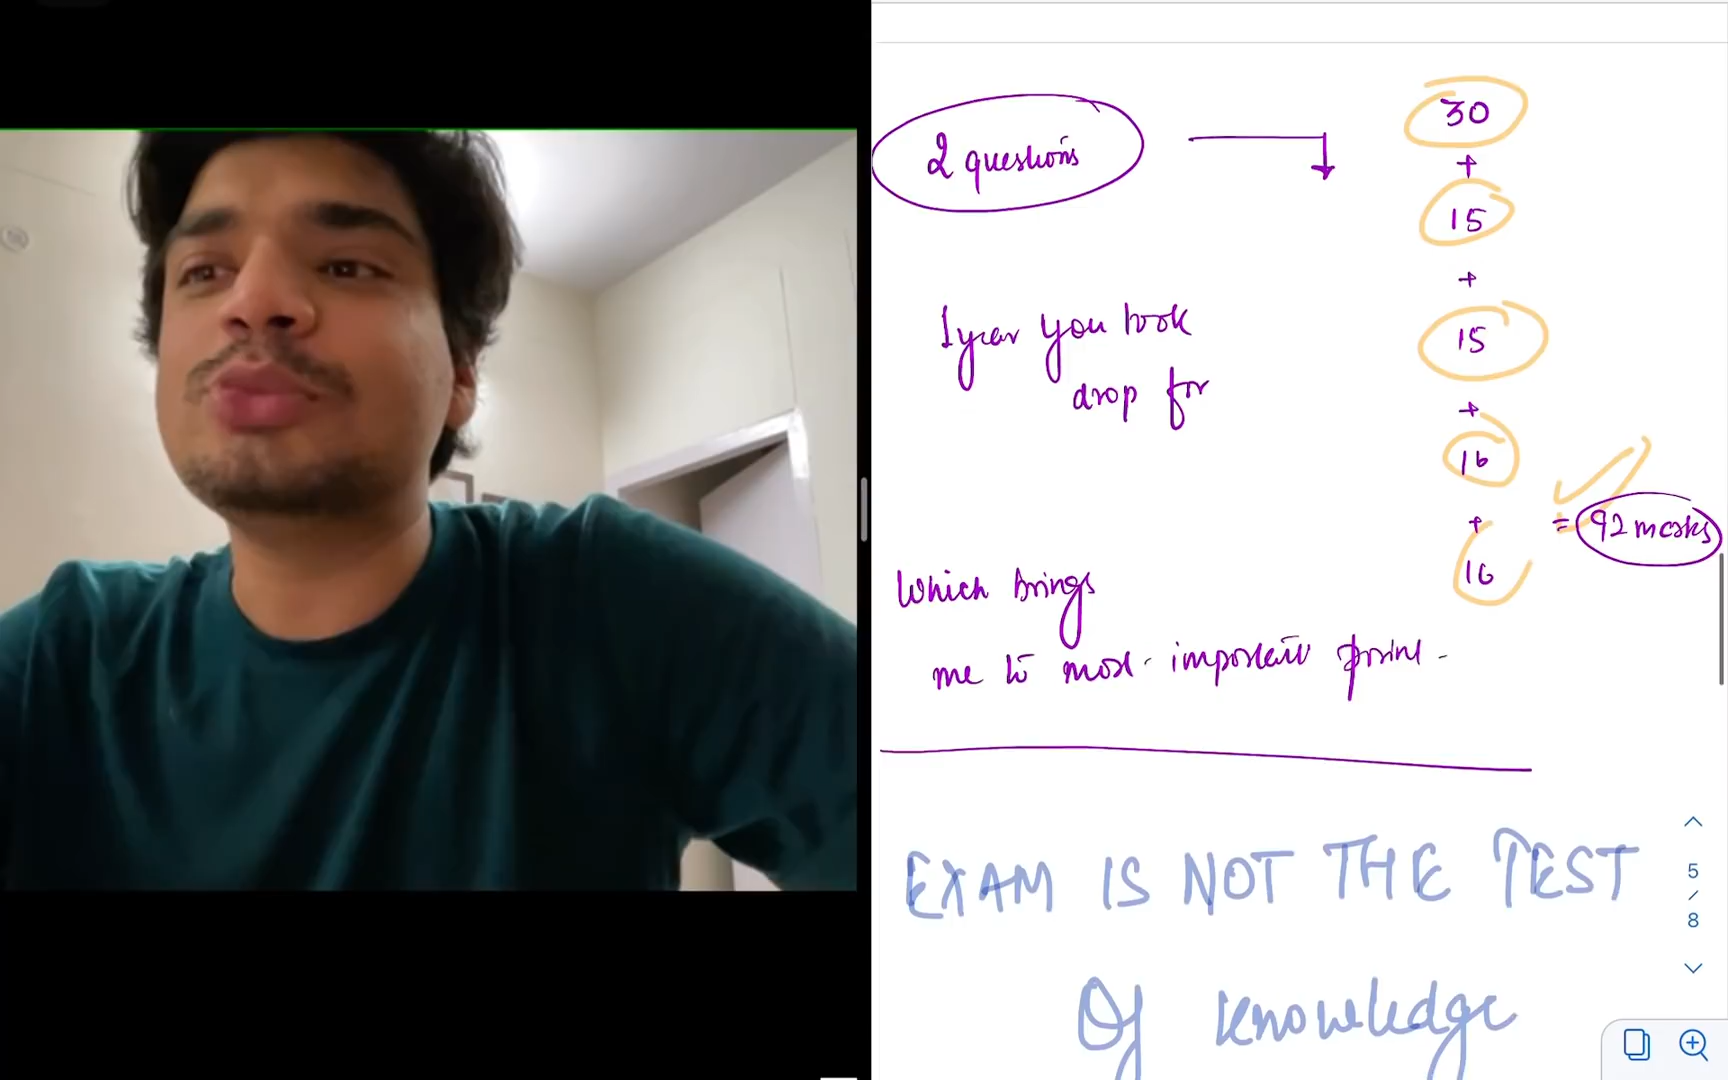 2 questions
30
+
15
+
15
+
16
+
16
= 92 marks
1 year you took
drop for
Which brings
me to most important point -
EXAM IS NOT THE TEST
Of knowledge
5
/
8